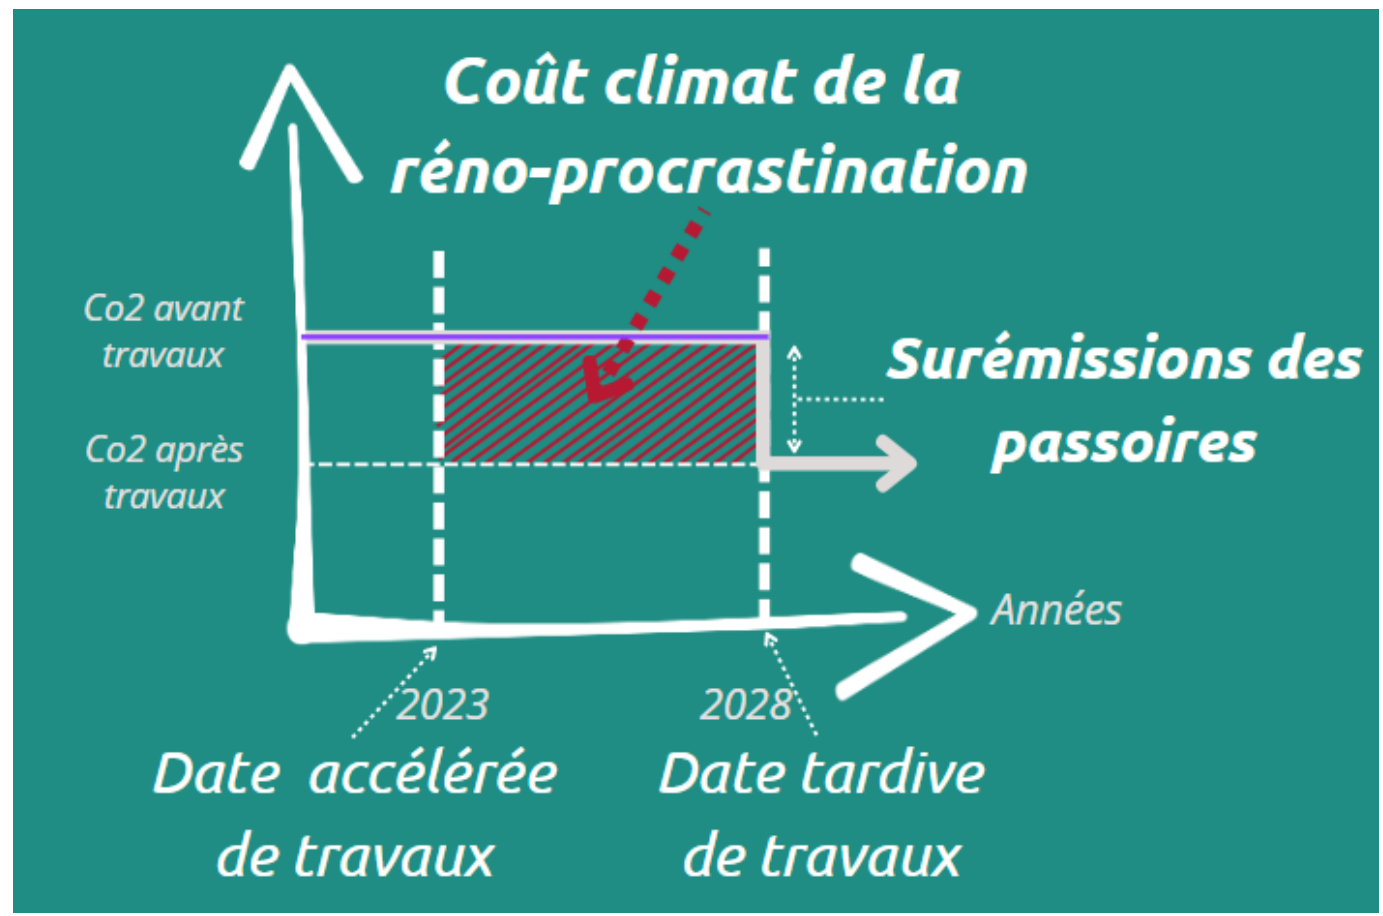 Coût climat de la
réno-procrastination
Co2 avant
travaux
Surémissions des
passoires
Co2 après
travaux
Années
2023
2028
Date accélérée
de travaux
Date tardive
de travaux